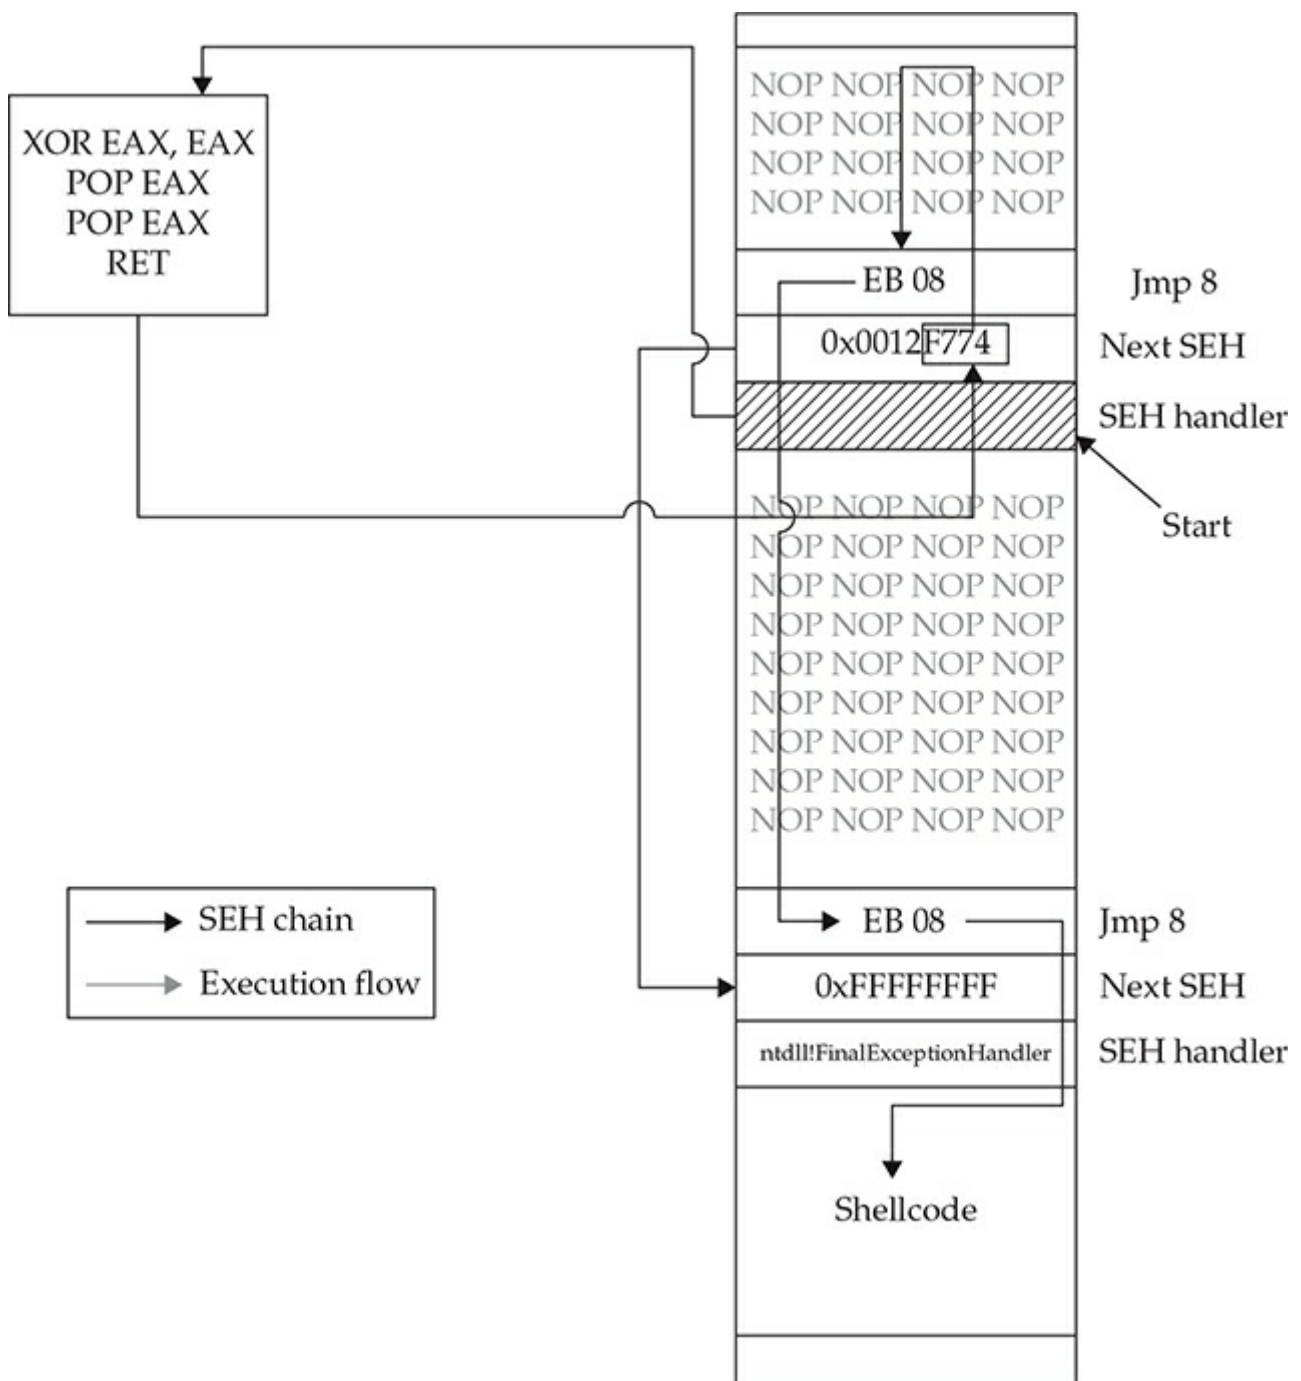 NOP NOP NOP NOP
NOP NOP NOP NOP
NOP NOP NOP NOP
NOP NOP NOP NOP
XOR EAX, EAX
POP EAX
POP EAX
RET
EB 08
Jmp 8
0x0012F774
Next SEH
SEH handler
Start
NOP NOP NOP NOP
NOP NOP NOP NOP
NOP NOP NOP NOP
NOP NOP NOP NOP
NOP NOP NOP NOP
NOP NOP NOP NOP
NOP NOP NOP NOP
NOP NOP NOP NOP
NOP NOP NOP NOP
SEH chain
Execution flow
EB 08
Jmp 8
0xFFFFFFFF
Next SEH
ntdll!FinalExceptionHandler
SEH handler
Shellcode